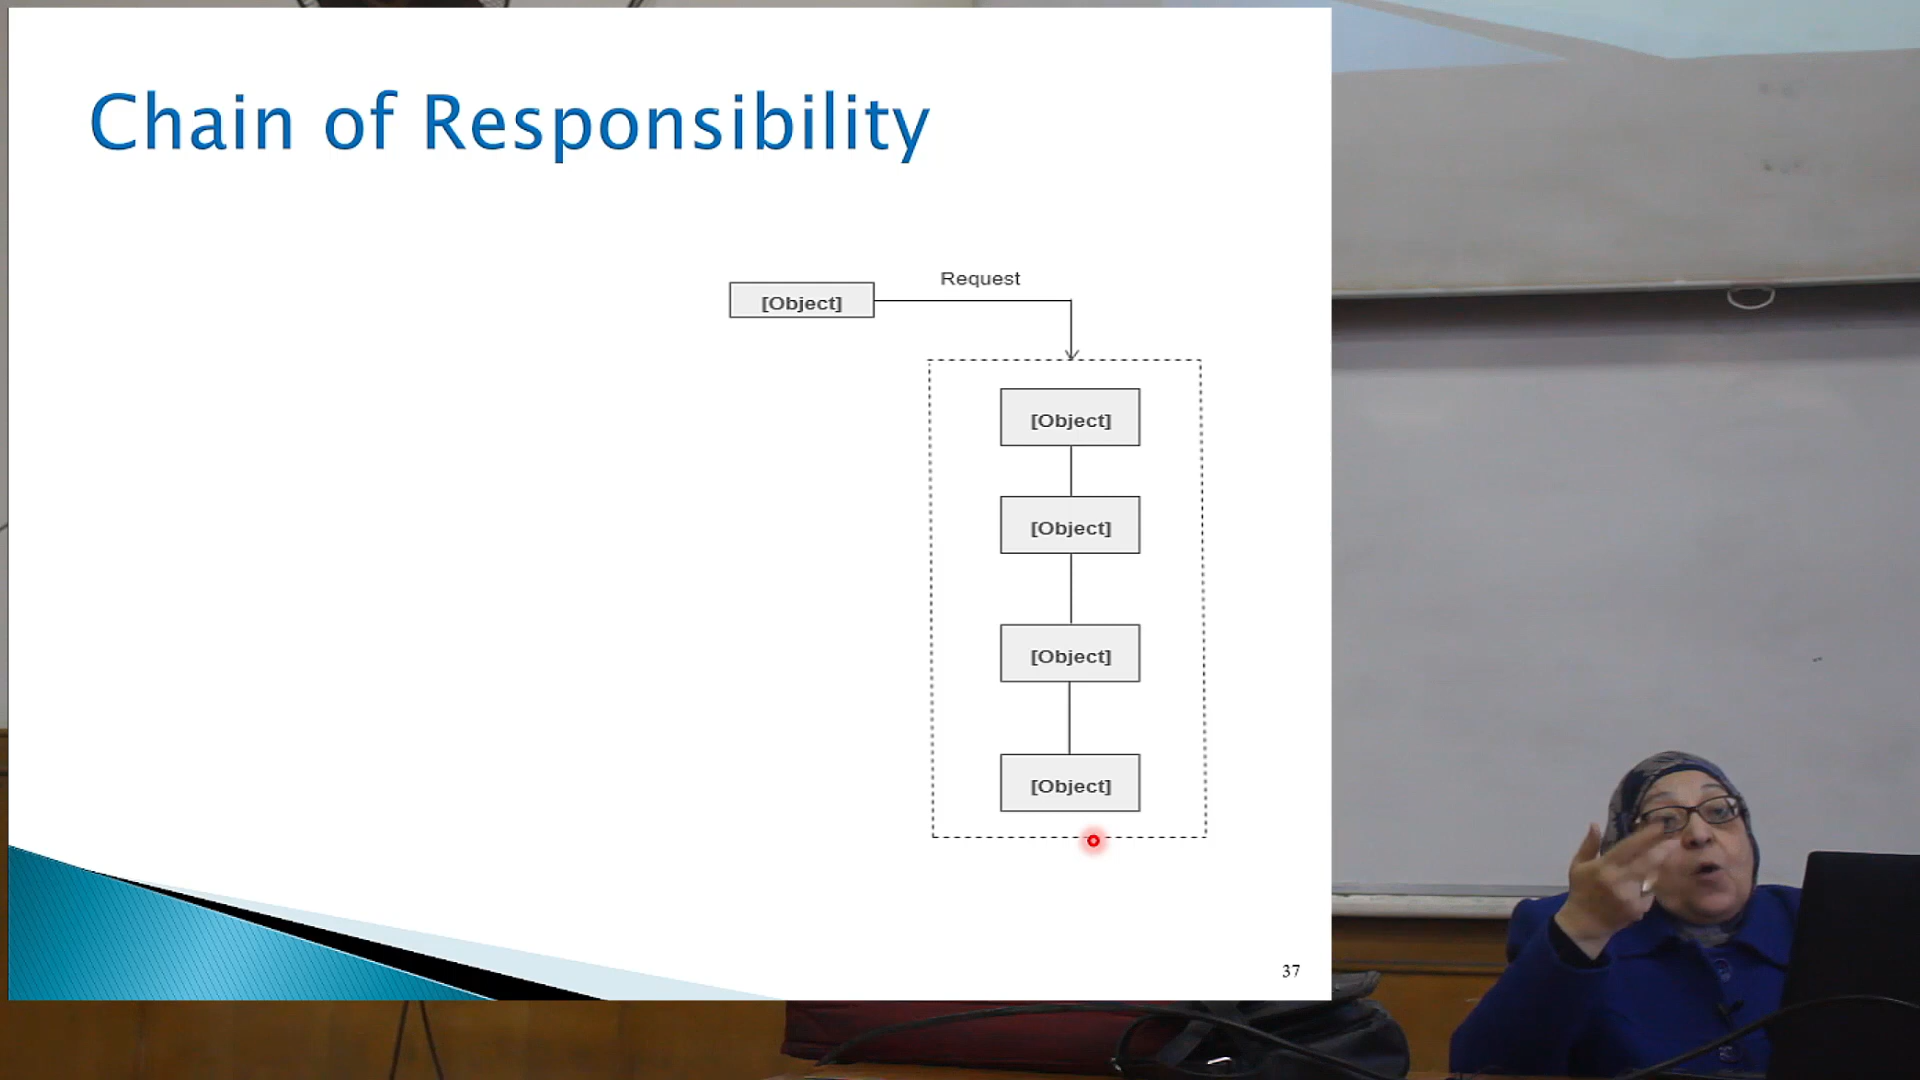 Chain of Responsibility
Request
[Object]
[Object]
[Object]
[Object]
[Object]
37